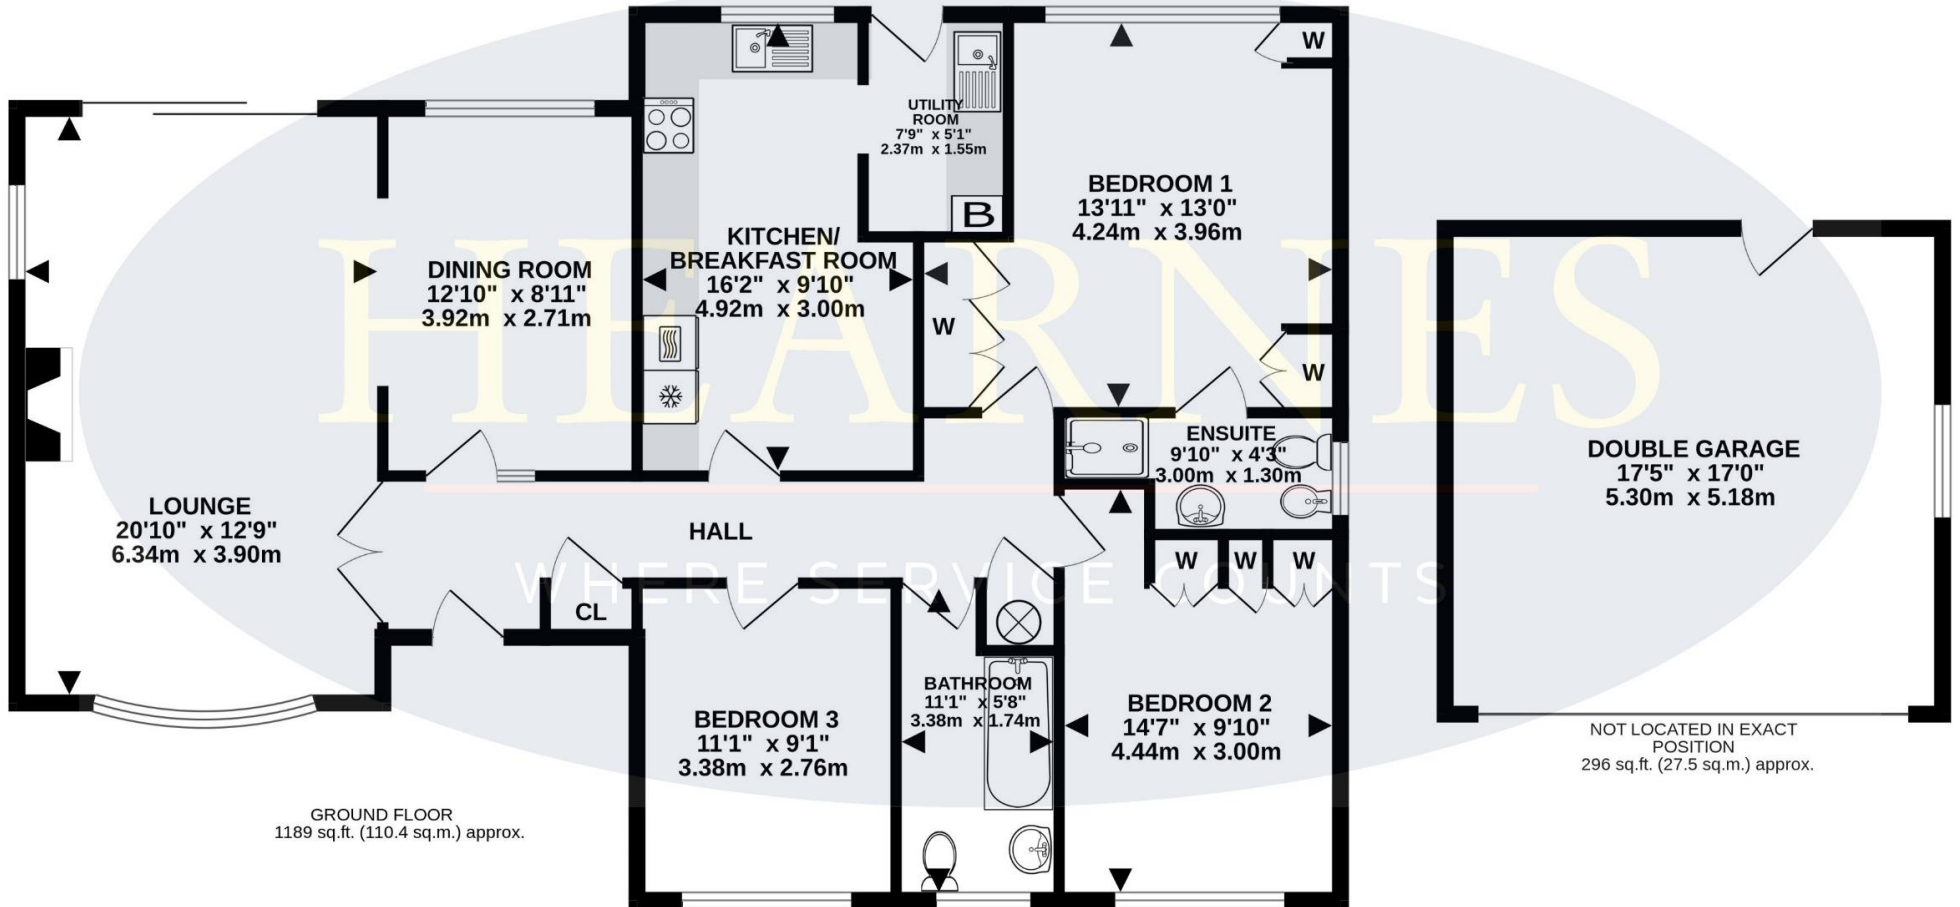 W
UTILITY
ROOM
7'9" x 5'1"
2.37m x 1.55m
BEDROOM 1
13'11" x 13'0"
4.24m x 3.96m
B
KITCHEN/
BREAKFAST ROOM
16'2" x 9'10"
4.92m x 3.00m
DINING ROOM
12'10" x 8'11"
3.92m x 2.71m
W
W
HEARNES
ENSUITE
9'10" x 4'3"
3.00m x 1.30m
DOUBLE GARAGE
17'5" x 17'0"
5.30m x 5.18m
LOUNGE
20'10" x 12'9"
6.34m x 3.90m
HALL
W
W
W
WHERE SERVICE COUNTS
CL
BATHROOM
11'1" x 5'8"
3.38m x 1.74m
BEDROOM 2
14'7" x 9'10"
4.44m x 3.00m
BEDROOM 3
11'1" x 9'1"
3.38m x 2.76m
NOT LOCATED IN EXACT
POSITION
296 sq.ft. (27.5 sq.m.) approx.
GROUND FLOOR
1189 sq.ft. (110.4 sq.m.) approx.